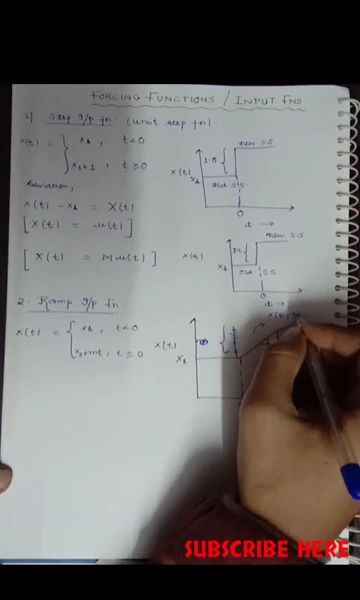 FORCING FUNCTIONS / INPUT FNS
1) Step i/p fn. (unit step fn).
x(t) = { xs , t<0
xs+1 , t≥0
new S.S
1.0
X(t)
xs
old S.S
0
t →
Deviation,
x(t) - xs = X(t)
[X(t) = u(t)]
[X(t) = Mu(t)]
new S.S
X(t)
xs
old S.S
0
t →
2. Ramp i/p fn:
x(t) = { xs , t<0
t≥0
X(t)
xs
SUBSCRIBE HERE